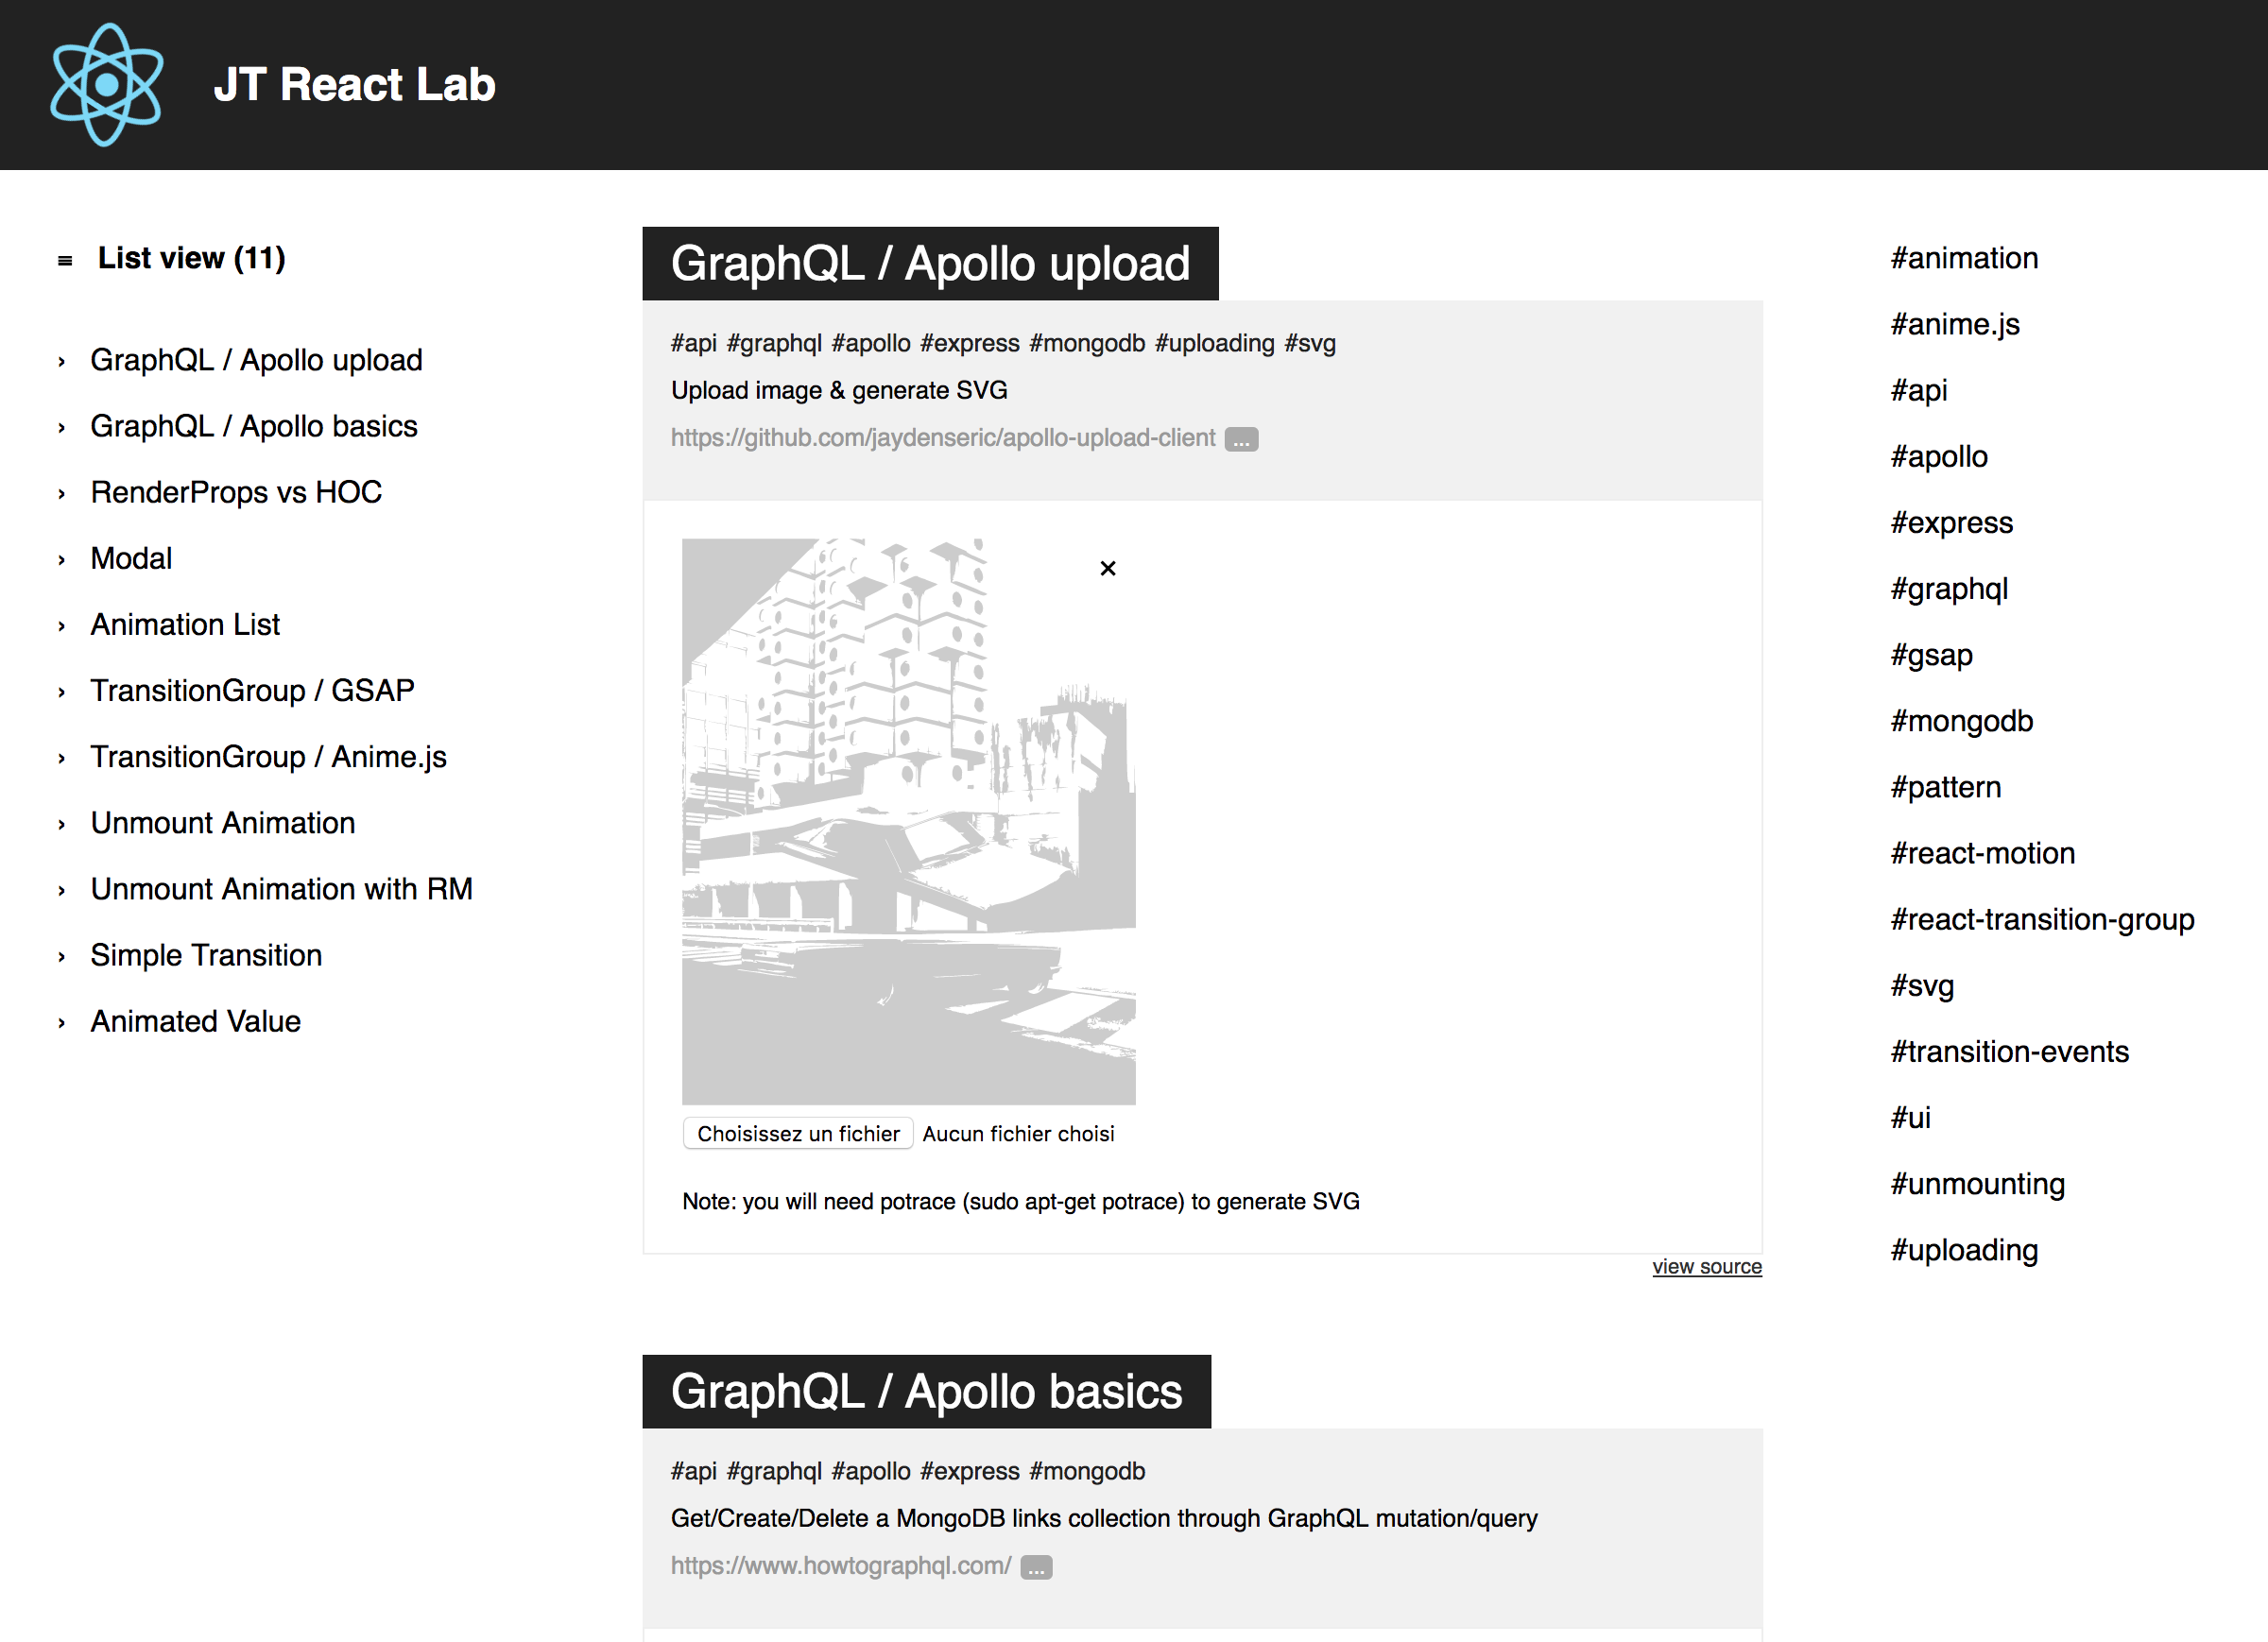 JT React Lab
≡ List view (11)
› GraphQL / Apollo upload
› GraphQL / Apollo basics
› RenderProps vs HOC
› Modal
› Animation List
› TransitionGroup / GSAP
› TransitionGroup / Anime.js
› Unmount Animation
› Unmount Animation with RM
› Simple Transition
› Animated Value
GraphQL / Apollo upload
#api #graphql #apollo #express #mongodb #uploading #svg
Upload image & generate SVG
https://github.com/jaydenseric/apollo-upload-client ...
×
Choisissez un fichier Aucun fichier choisi
Note: you will need potrace (sudo apt-get potrace) to generate SVG
view source
GraphQL / Apollo basics
#api #graphql #apollo #express #mongodb
Get/Create/Delete a MongoDB links collection through GraphQL mutation/query
https://www.howtographql.com/ ...
#animation
#anime.js
#api
#apollo
#express
#graphql
#gsap
#mongodb
#pattern
#react-motion
#react-transition-group
#svg
#transition-events
#ui
#unmounting
#uploading